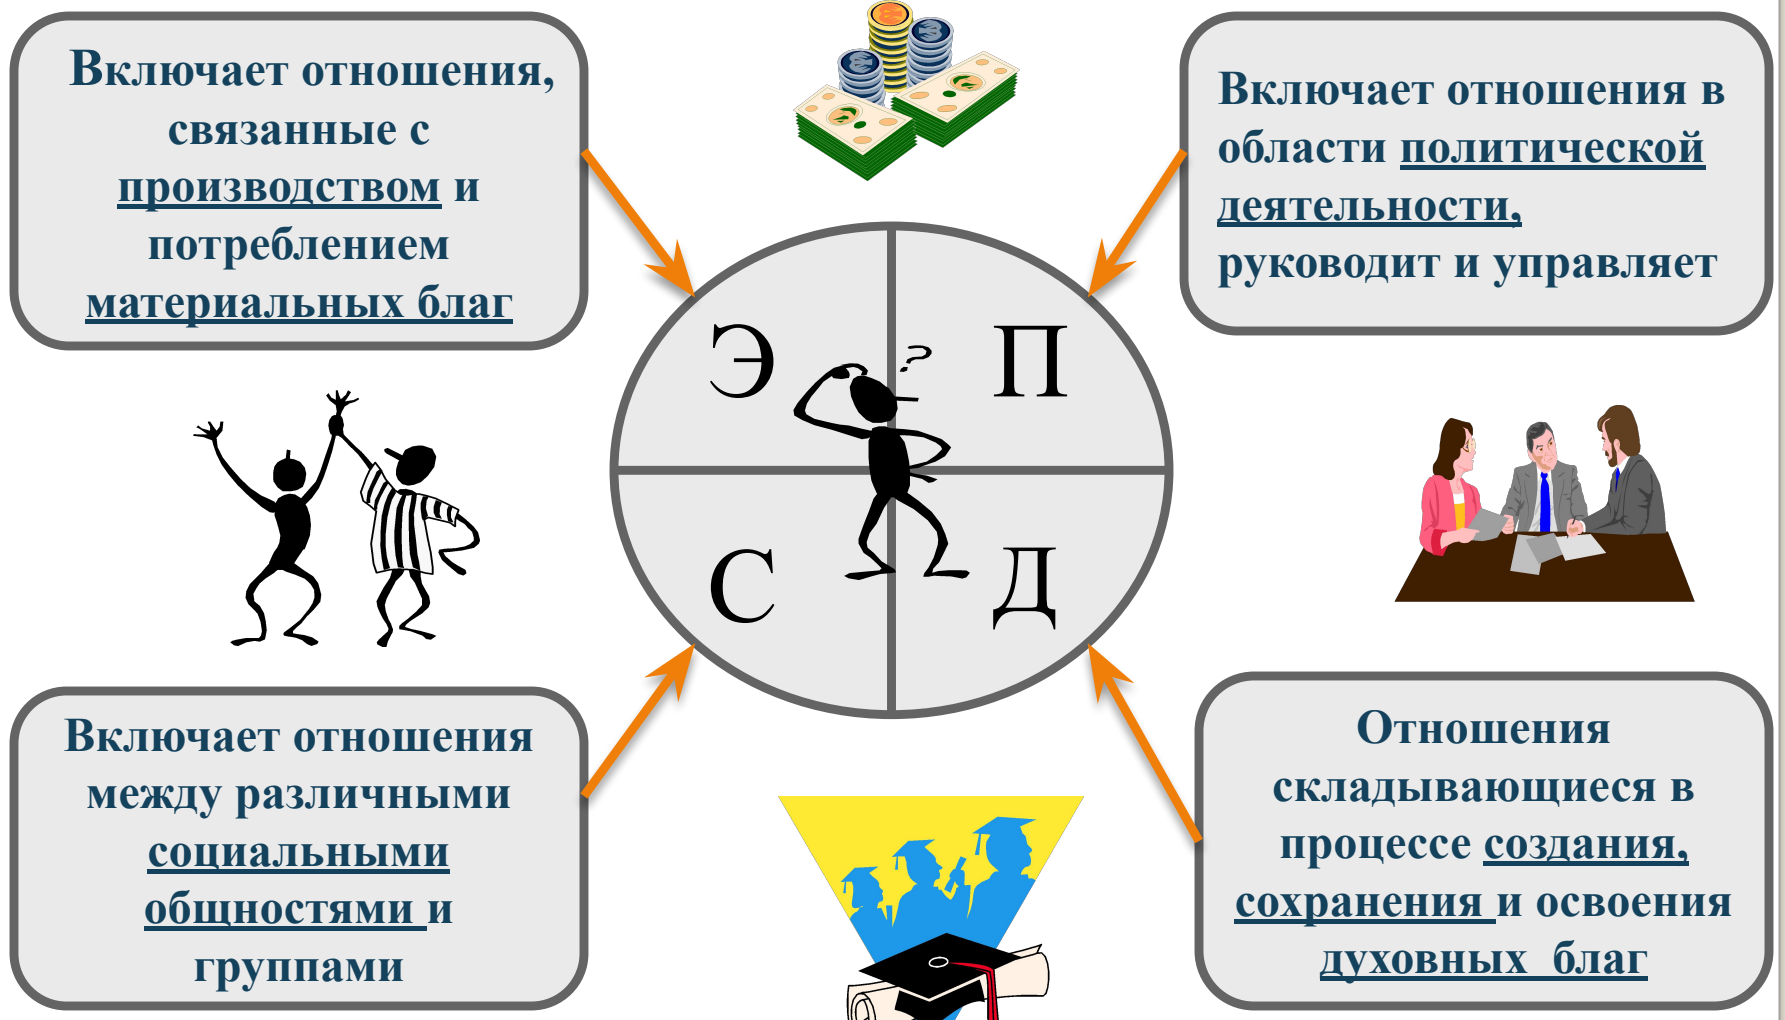 Включает отношения,
связанные с
производством и
потреблением
материальных благ
Включает отношения в
области политической
деятельности,
руководит и управляет
Э
?
П
С
Д
Включает отношения
между различными
социальными
общностями и
группами
Отношения
складывающиеся в
процессе создания,
сохранения и освоения
духовных благ